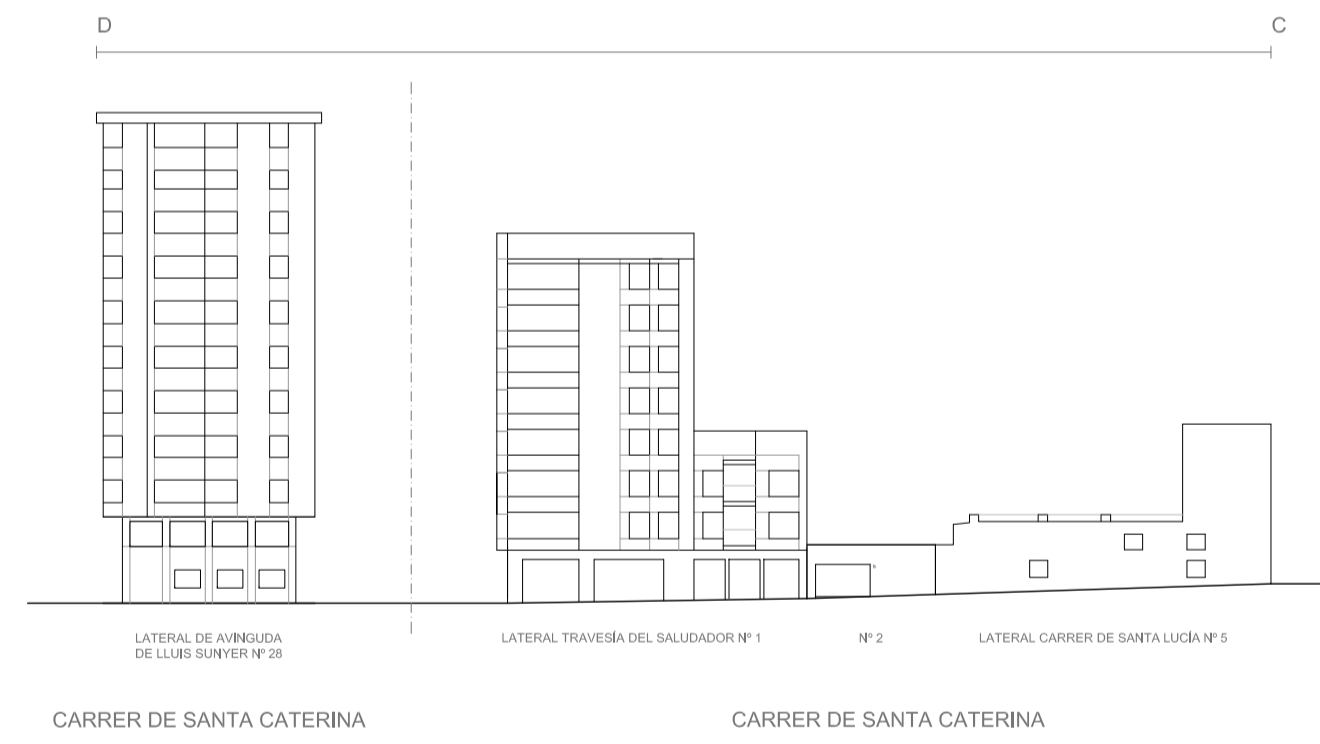 D
C
LATERAL DE AVINGUDA
DE LLUIS SUNYER Nº 28
LATERAL TRAVESÍA DEL SALUDADOR Nº 1
Nº 2
LATERAL CARRER DE SANTA LUCÍA Nº 5
CARRER DE SANTA CATERINA
CARRER DE SANTA CATERINA